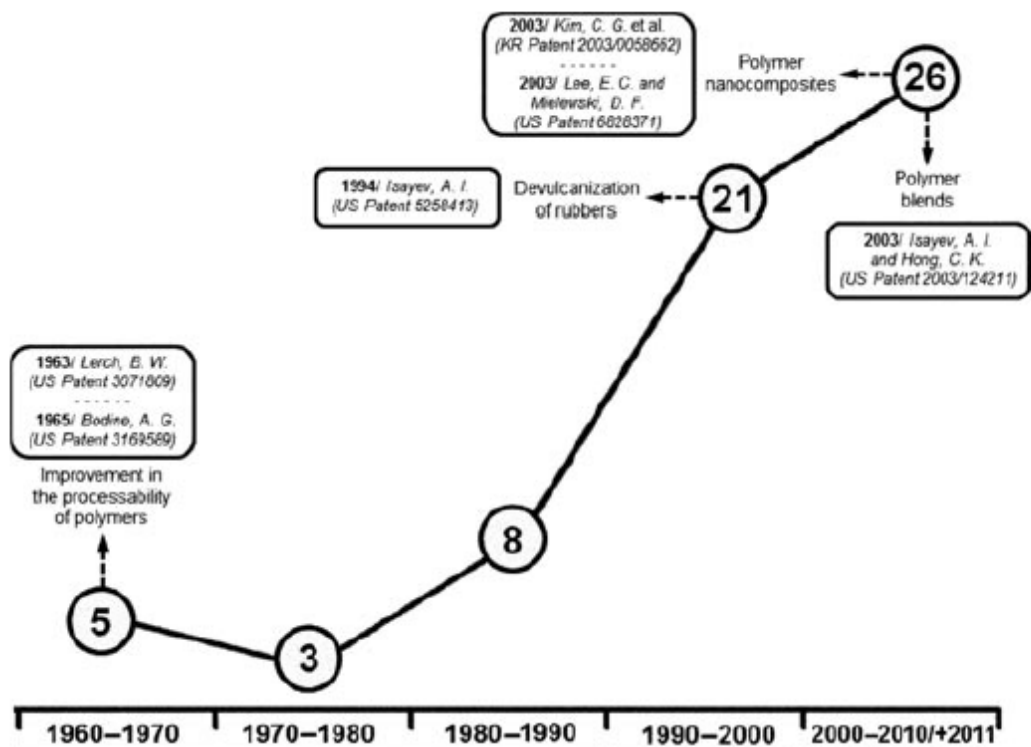 2003/ Kim, C. G. et al.
(KR Patent 2003/0058662)
- - - - - -
2003/ Lee, E. C. and
Mielewski, D. F.
(US Patent 6828371)
Polymer
nanocomposites
26
1994/ Isayev, A. I.
(US Patent 5258413)
Devulcanization
of rubbers
21
Polymer
blends
2003/ Isayev, A. I.
and Hong, C. K.
(US Patent 2003/124211)
1963/ Lerch, B. W.
(US Patent 3071809)
- - - - - -
1965/ Bodine, A. G.
(US Patent 3169589)
Improvement in
the processability
of polymers
5
3
8
1960–1970
1970–1980
1980–1990
1990–2000
2000–2010/+2011